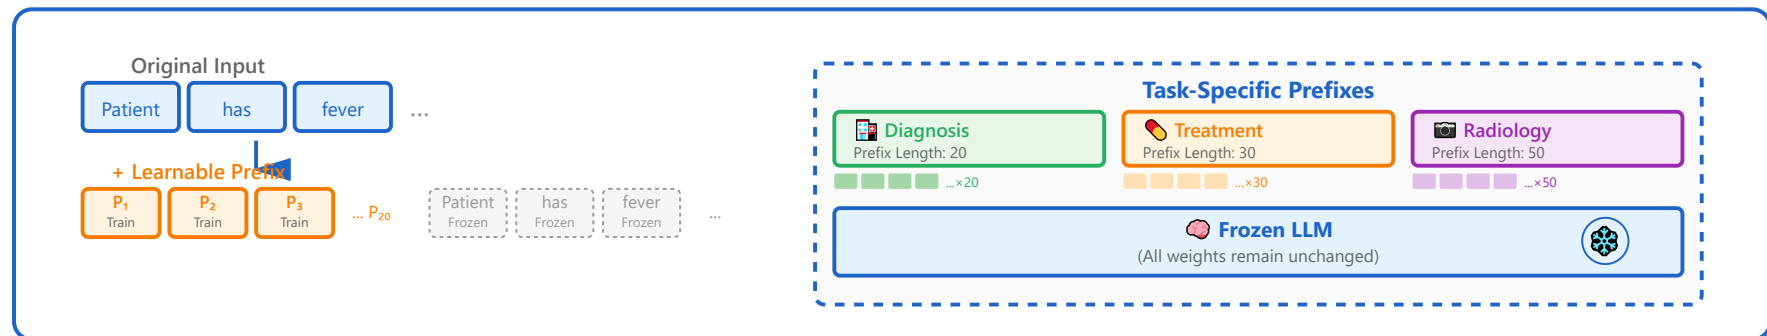 Original Input
Patient has fever ...
+ Learnable Prefix
P₁ P₂ P₃ ... P₂₀ Patient has fever ...
Train Train Train Frozen Frozen Frozen
Task-Specific Prefixes
Diagnosis
Prefix Length: 20
...×20
Treatment
Prefix Length: 30
...×30
Radiology
Prefix Length: 50
...×50
Frozen LLM
(All weights remain unchanged)